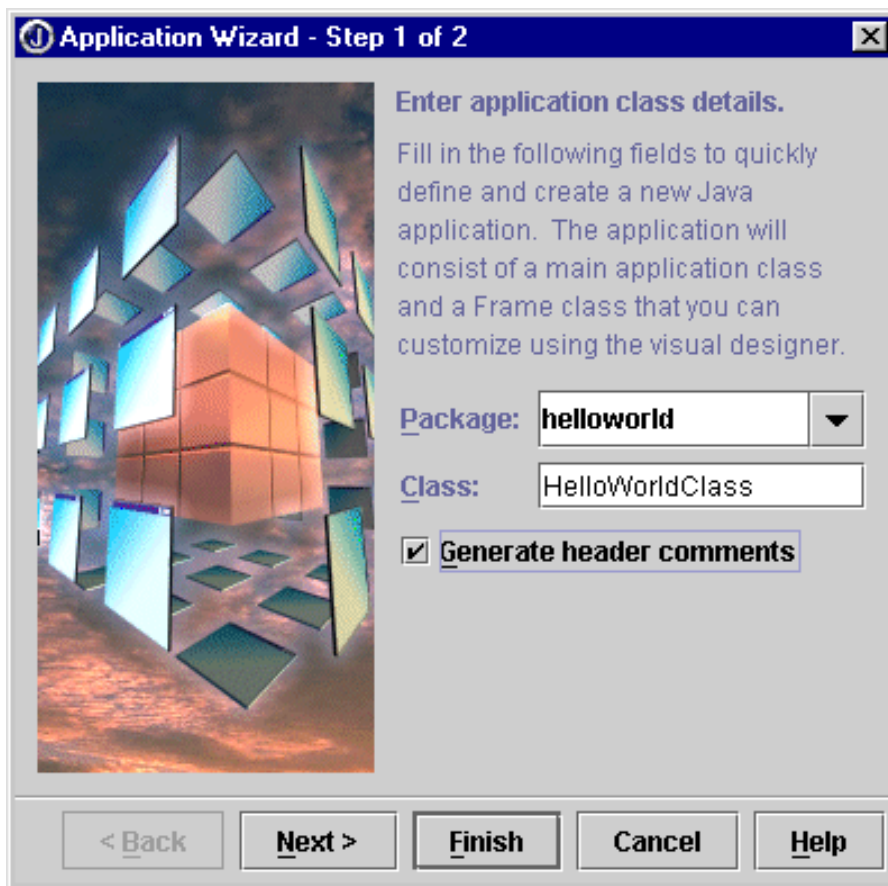 Application Wizard - Step 1 of 2
Enter application class details.
Fill in the following fields to quickly
define and create a new Java
application. The application will
consist of a main application class
and a Frame class that you can
customize using the visual designer.
Package: helloworld
Class: HelloWorldClass
Generate header comments
< Back Next > Finish Cancel Help